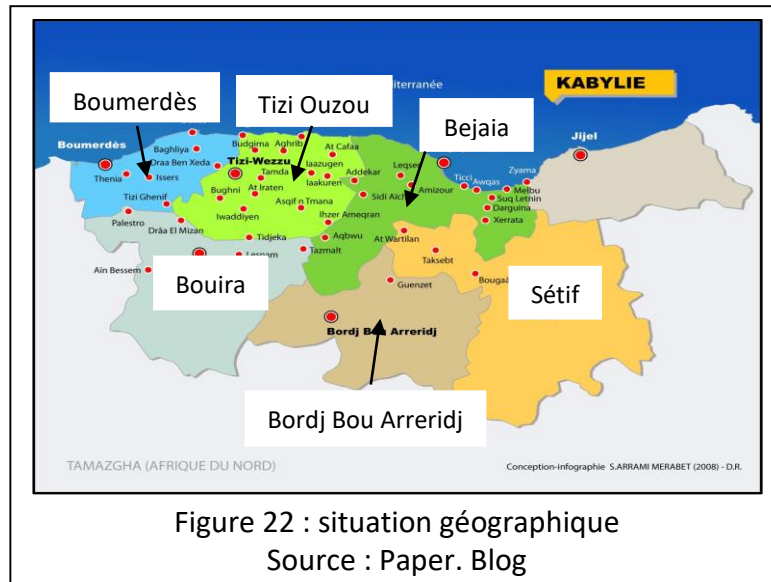 iterranée
KABYLIE
Boumerdès
Tizi Ouzou
Bejaia
Jijel
Boumerdès
Budgima
Aghrib
Baghliya
At Cafaa
Draa Ben Xeda
Tizi-Wezzu
Iaazugen
Leqser
Thenia
Issers
Tamda
Iaakuren
Addekar
Amizour
Ticci
Awqas
Zyama
Melbu
Tizi Ghenif
Bughni
At Iraten
Sidi Aich
Suq Letnin
Palestro
Iwaddiyen
Asqif n Tmana
Darguina
Drâa El Mizan
Ihzer Ameqran
Xerrata
Tidjeka
Aqbwu
At Wartilan
Aïn Bessem
Tazmalt
Taksebt
Bouira
Guenzet
Sétif
Bordj Bou Arreridj
Bordj Bou Arreridj
TAMAZGHA (AFRIQUE DU NORD)
Conception-infographie S.ARRAMI MERABET (2008) - D.R.
Figure 22 : situation géographique
Source : Paper. Blog